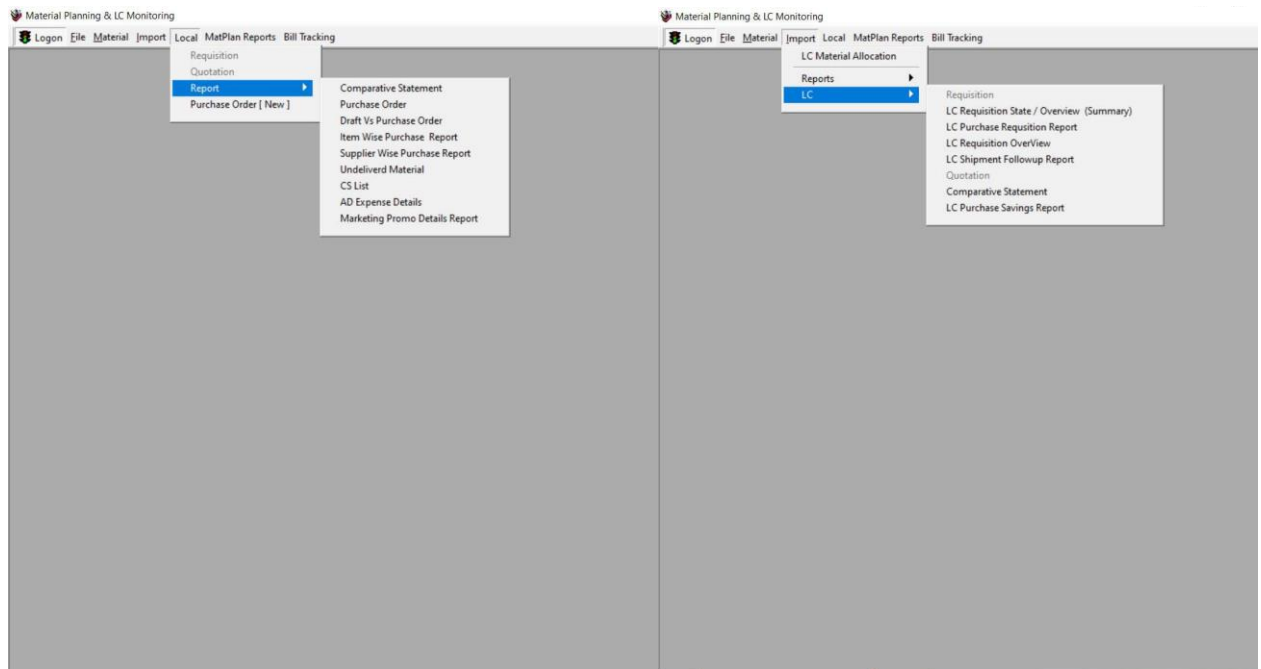 Material Planning & LC Monitoring
Logon File Material Import Local MatPlan Reports Bill Tracking
Requisition
Quotation
Report
Purchase Order [ New ]
Comparative Statement
Purchase Order
Draft Vs Purchase Order
Item Wise Purchase Report
Supplier Wise Purchase Report
Undeliverd Material
CS List
AD Expense Details
Marketing Promo Details Report
Material Planning & LC Monitoring
Logon File Material Import Local MatPlan Reports Bill Tracking
LC Material Allocation
Reports
LC
Requisition
LC Requisition State / Overview (Summary)
LC Purchase Requsition Report
LC Requisition OverView
LC Shipment Followup Report
Quotation
Comparative Statement
LC Purchase Savings Report